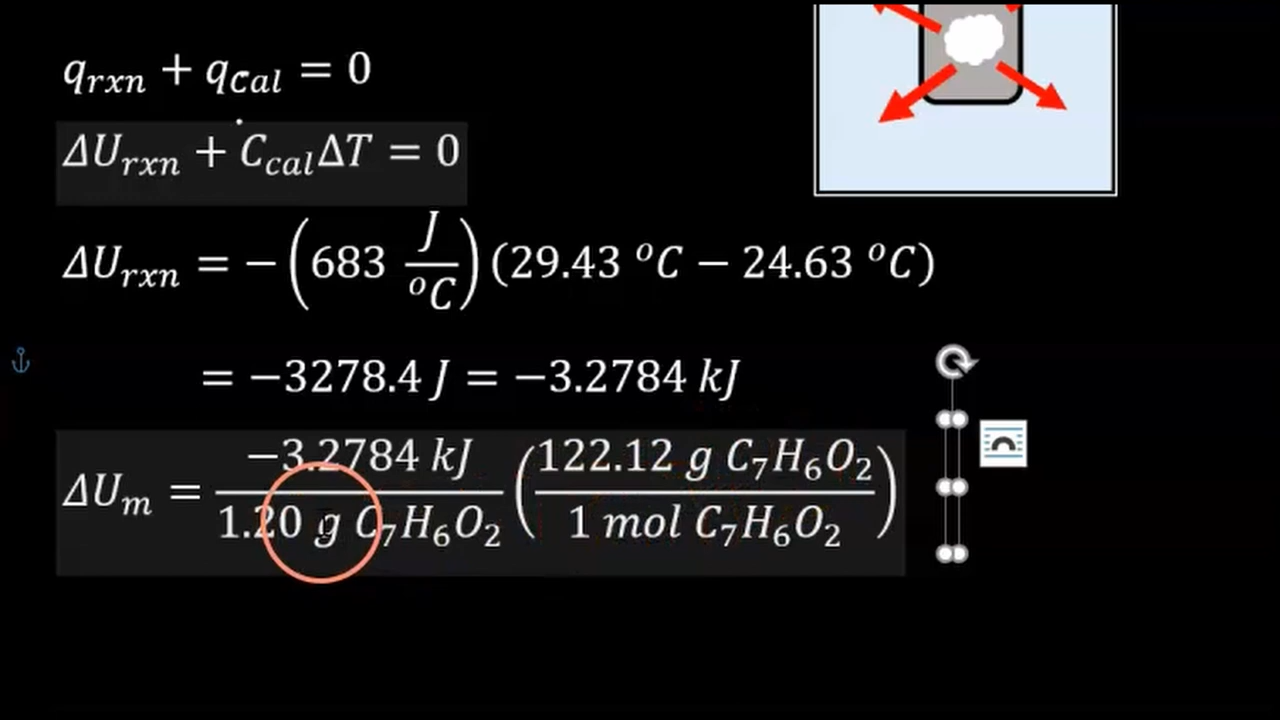 q_rxn + q_Cal = 0
ΔU_rxn + C_cal ΔT = 0
ΔU_rxn = −(683 J/°C)(29.43 °C − 24.63 °C)
= −3278.4 J = −3.2784 kJ
ΔU_m = −3.2784 kJ / 1.20 g C₇H₆O₂ (122.12 g C₇H₆O₂ / 1 mol C₇H₆O₂)